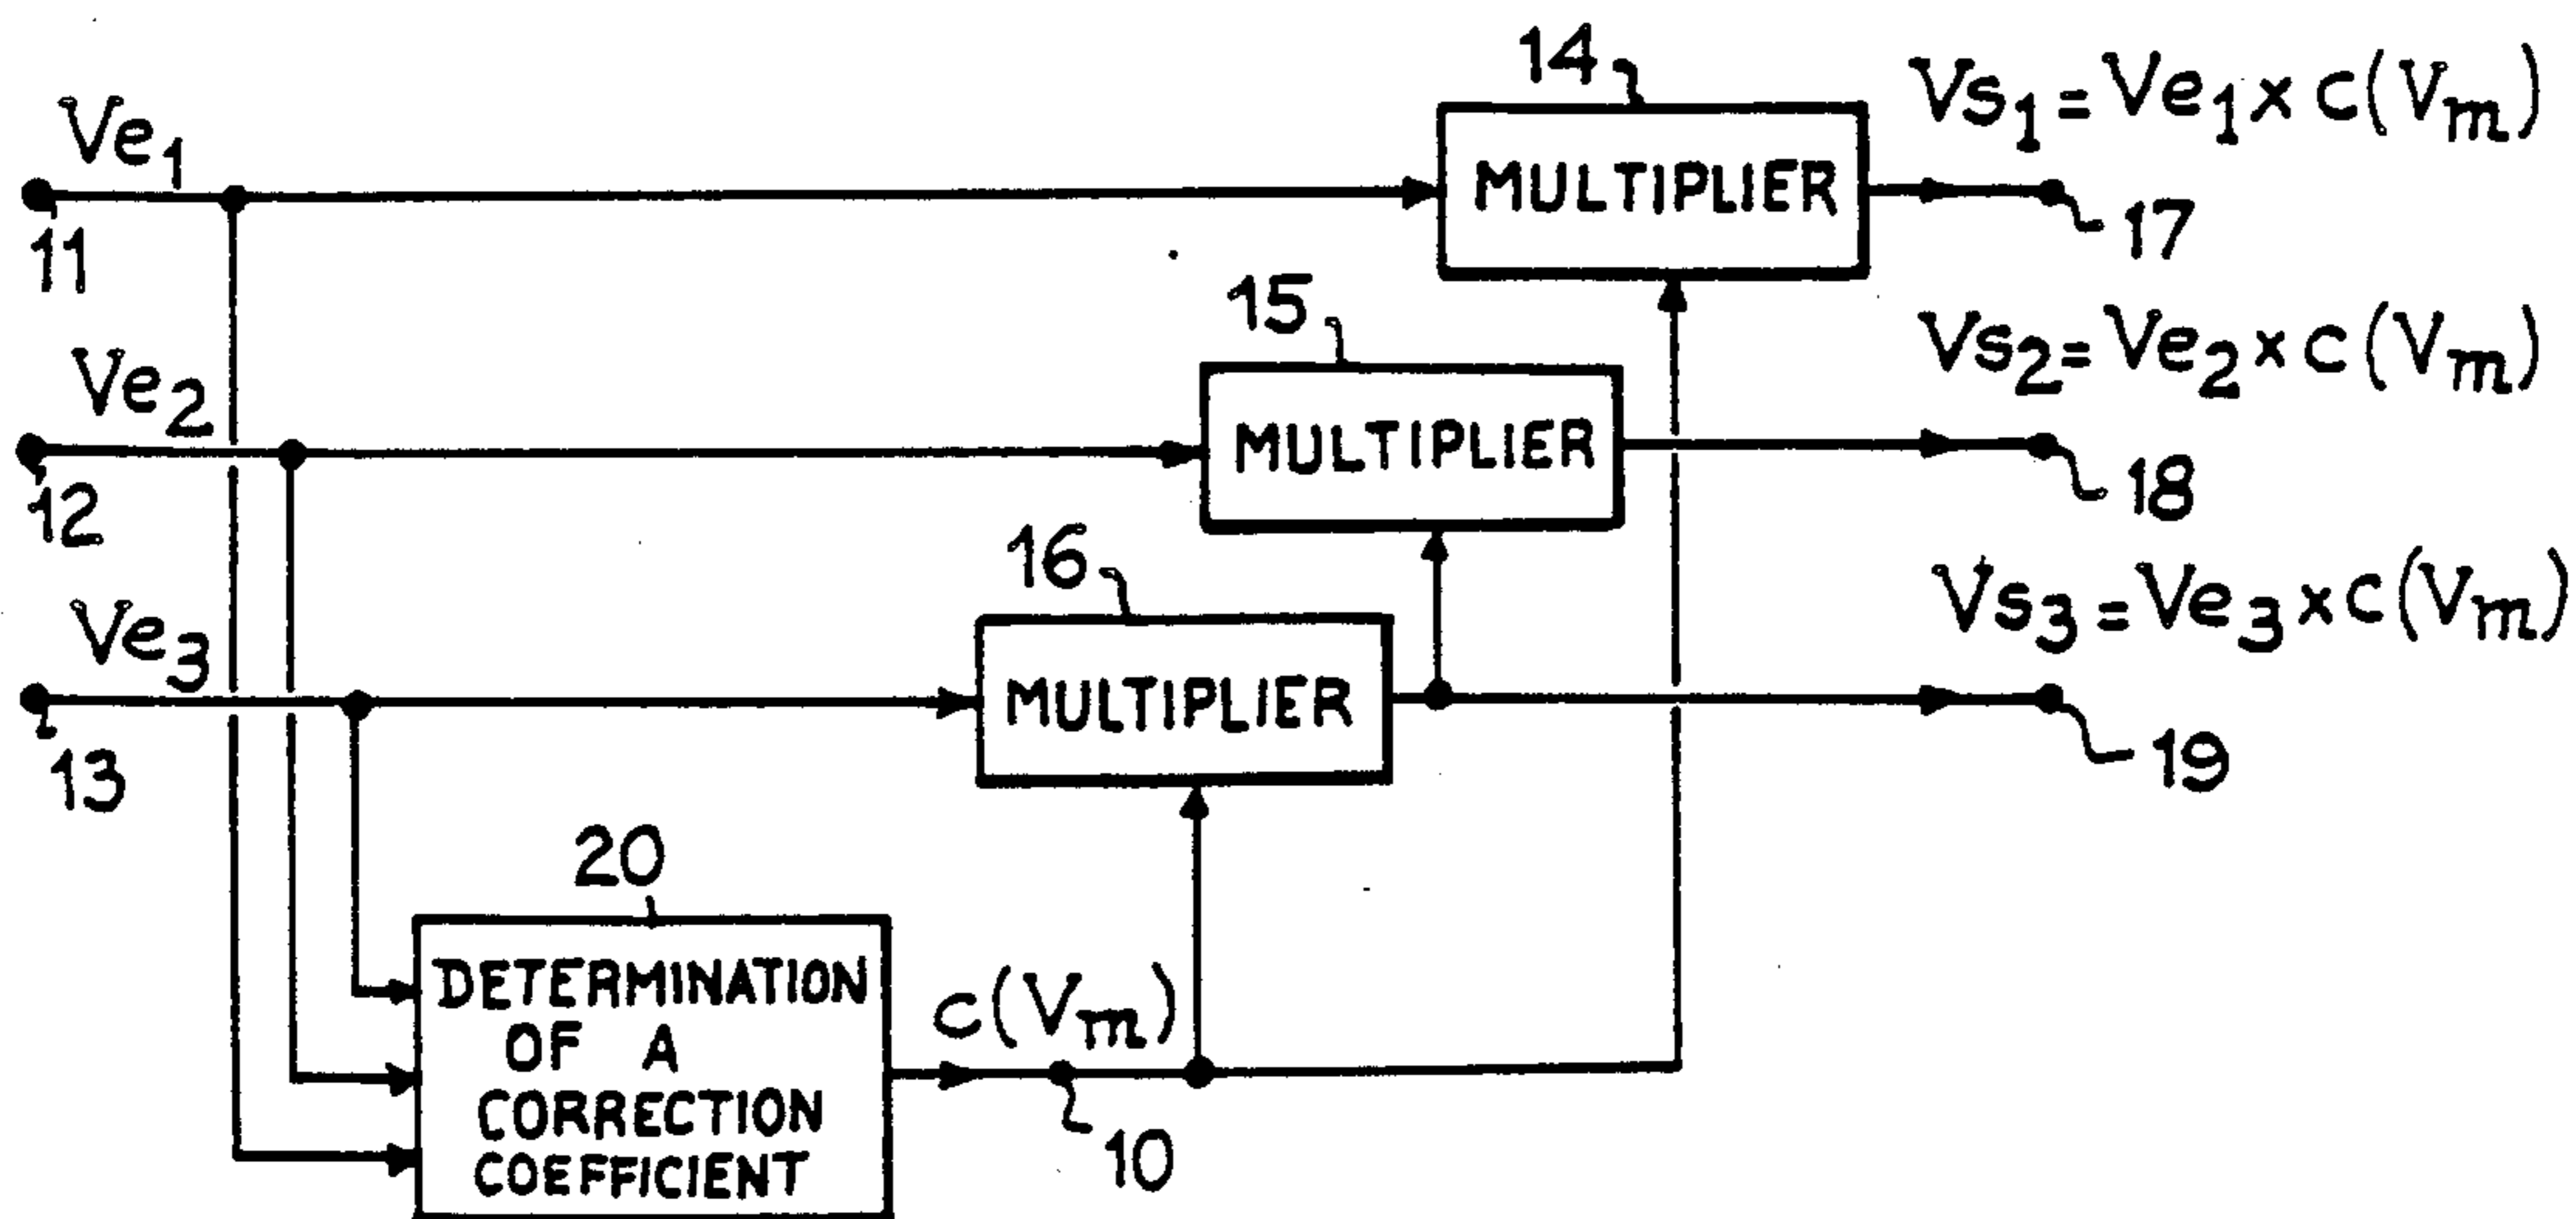 14
Vs₁ = Ve₁ x c(Vm)
Ve₁
MULTIPLIER
11
17
15
Vs₂ = Ve₂ x c(Vm)
Ve₂
MULTIPLIER
12
18
16
Vs₃ = Ve₃ x c(Vm)
Ve₃
MULTIPLIER
13
19
20
DETERMINATION
OF A
CORRECTION
COEFFICIENT
c(Vm)
10